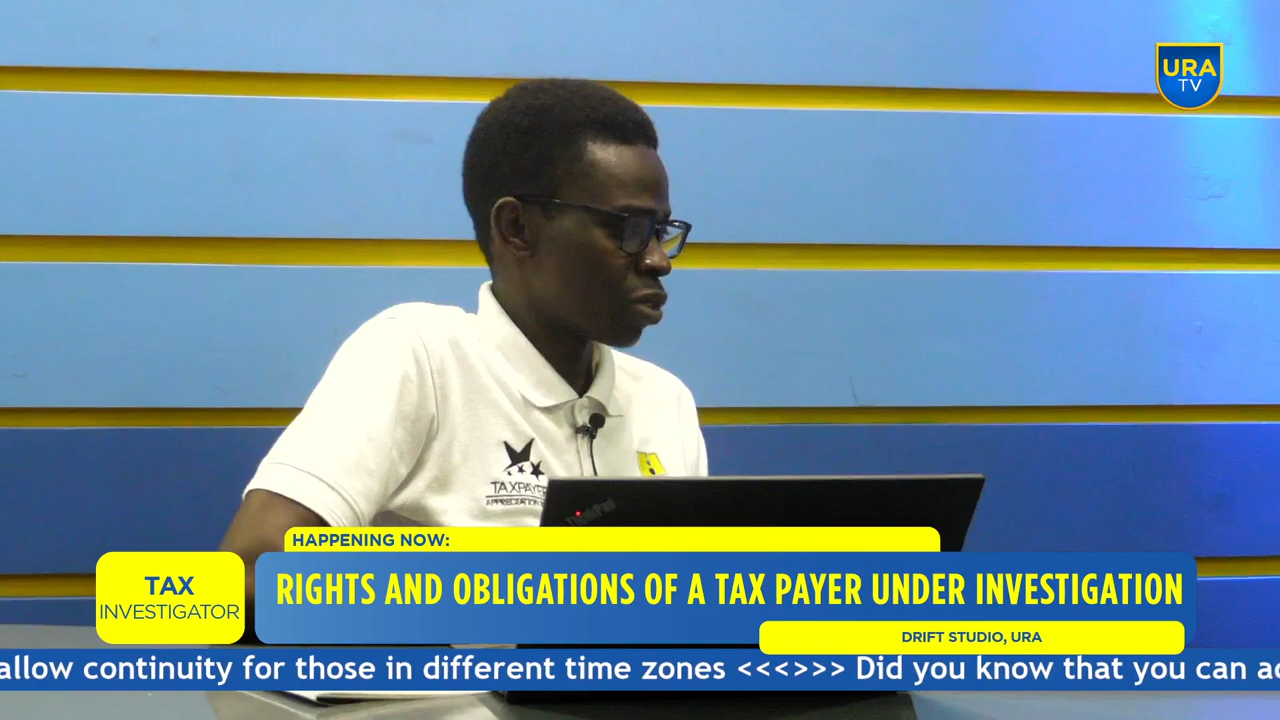 URA
TV
TAXPAYER
ThinkPad
HAPPENING NOW:
TAX
INVESTIGATOR
RIGHTS AND OBLIGATIONS OF A TAX PAYER UNDER INVESTIGATION
DRIFT STUDIO, URA
allow continuity for those in different time zones <<<>>> Did you know that you can